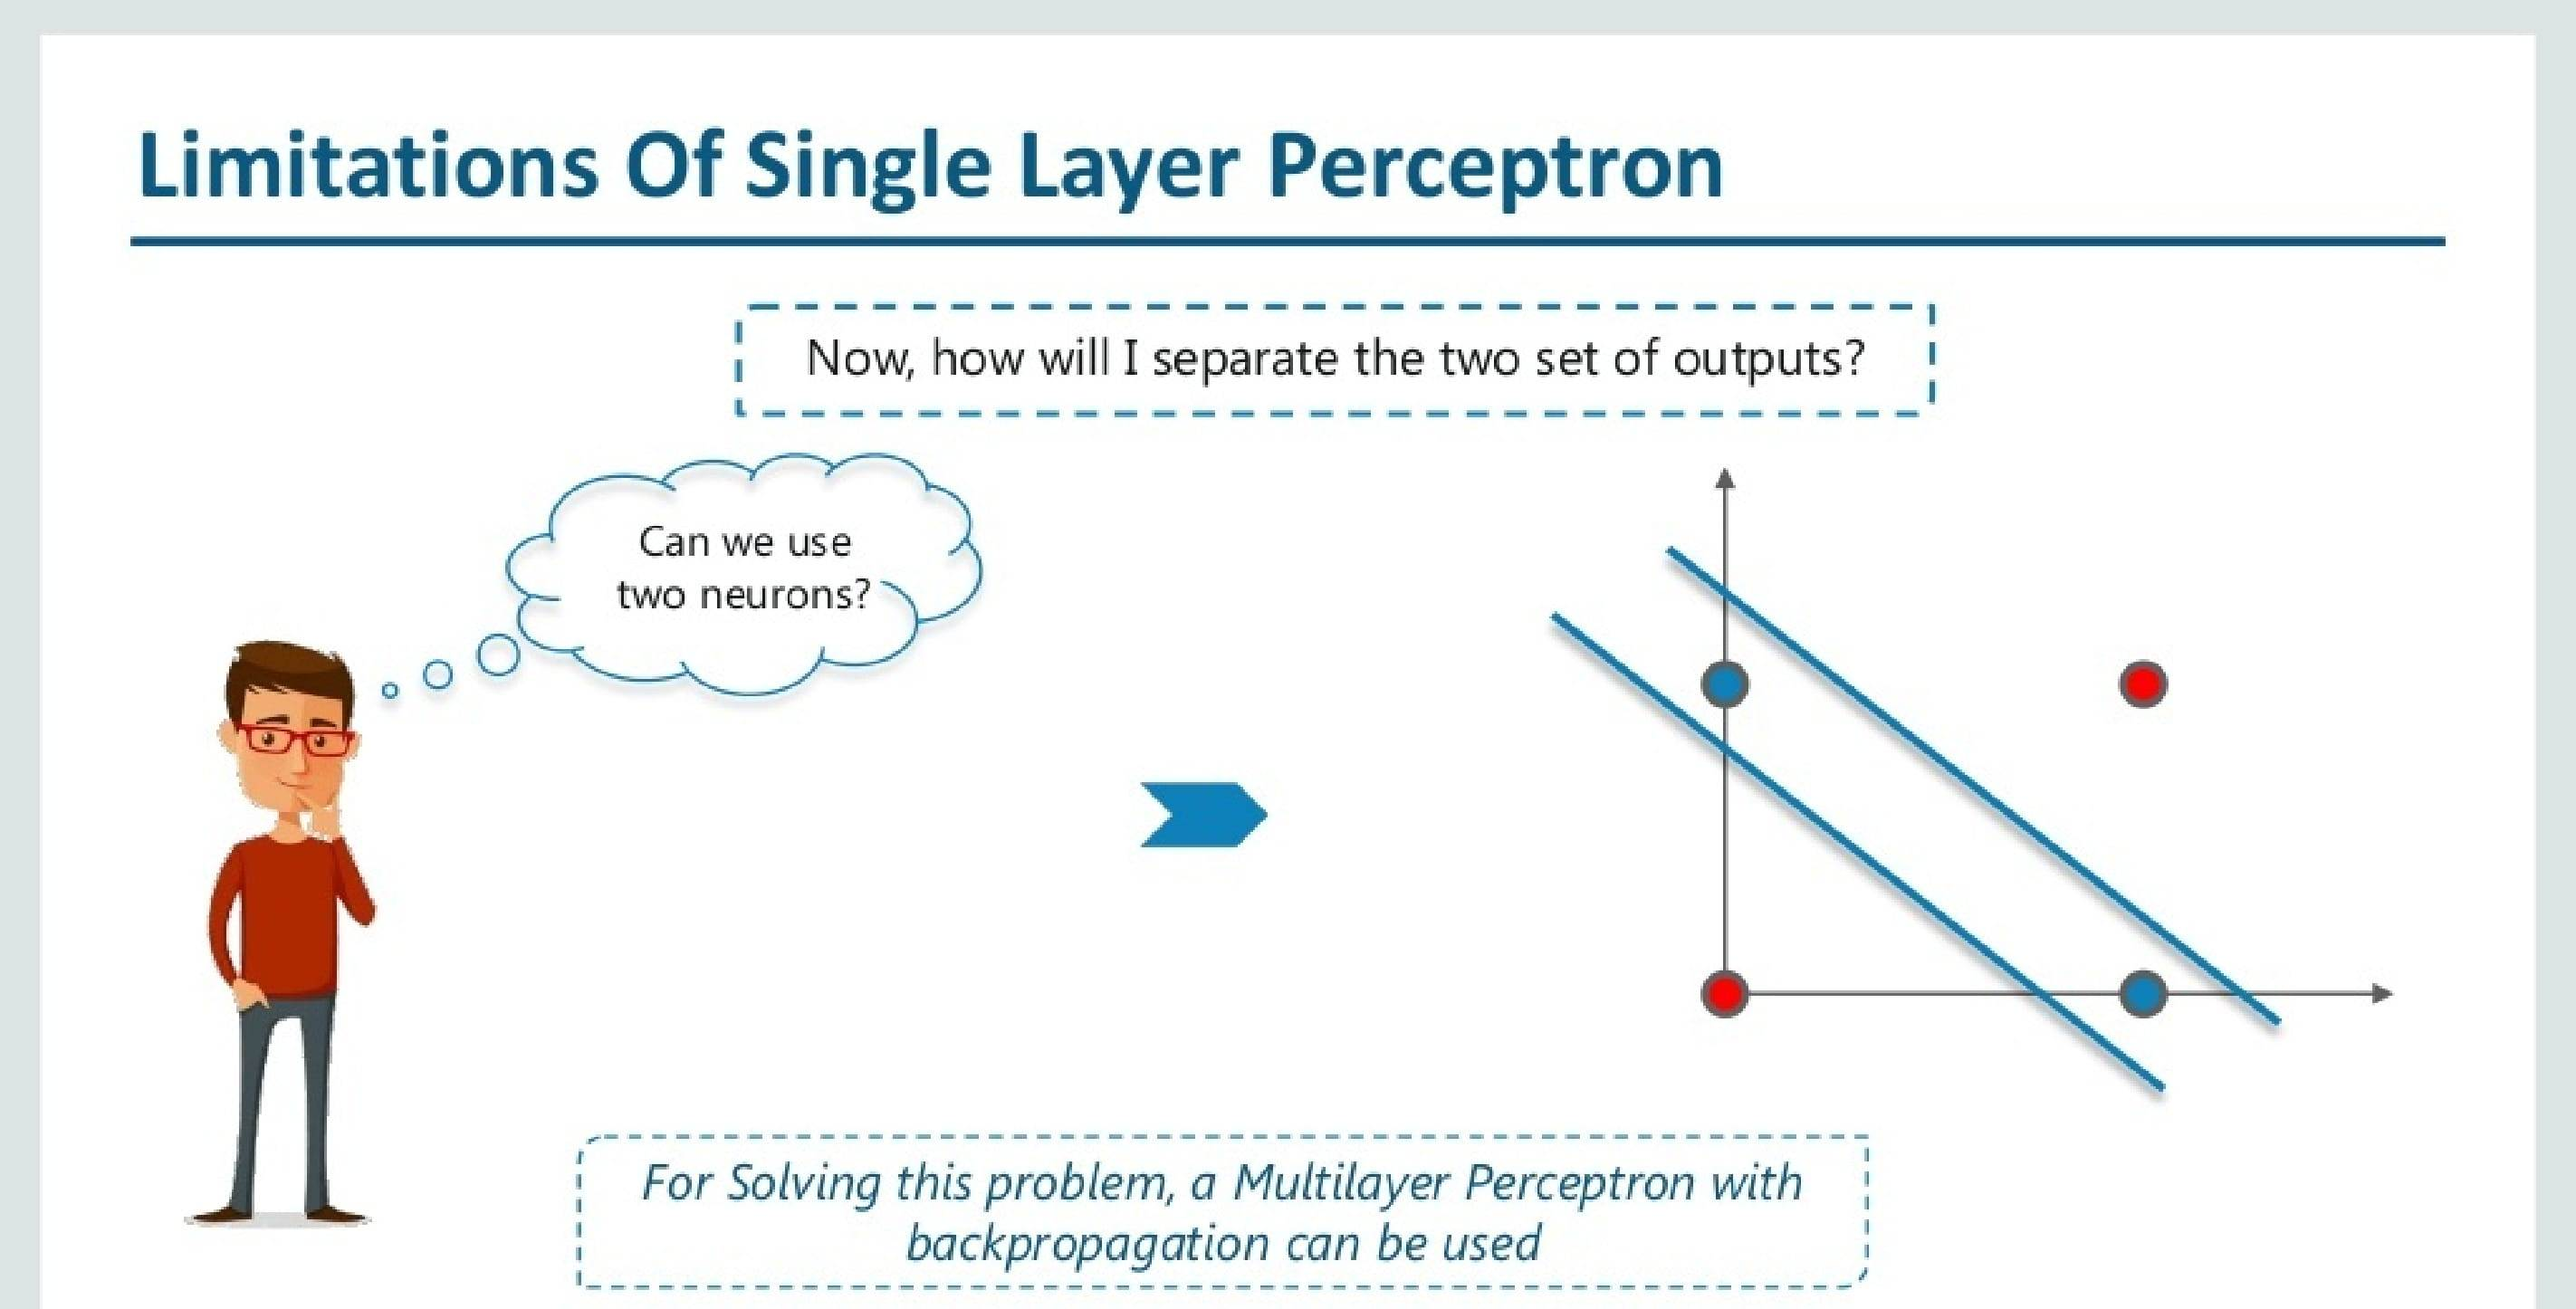 Limitations Of Single Layer Perceptron
Now, how will I separate the two set of outputs?
Can we use
two neurons?
For Solving this problem, a Multilayer Perceptron with
backpropagation can be used